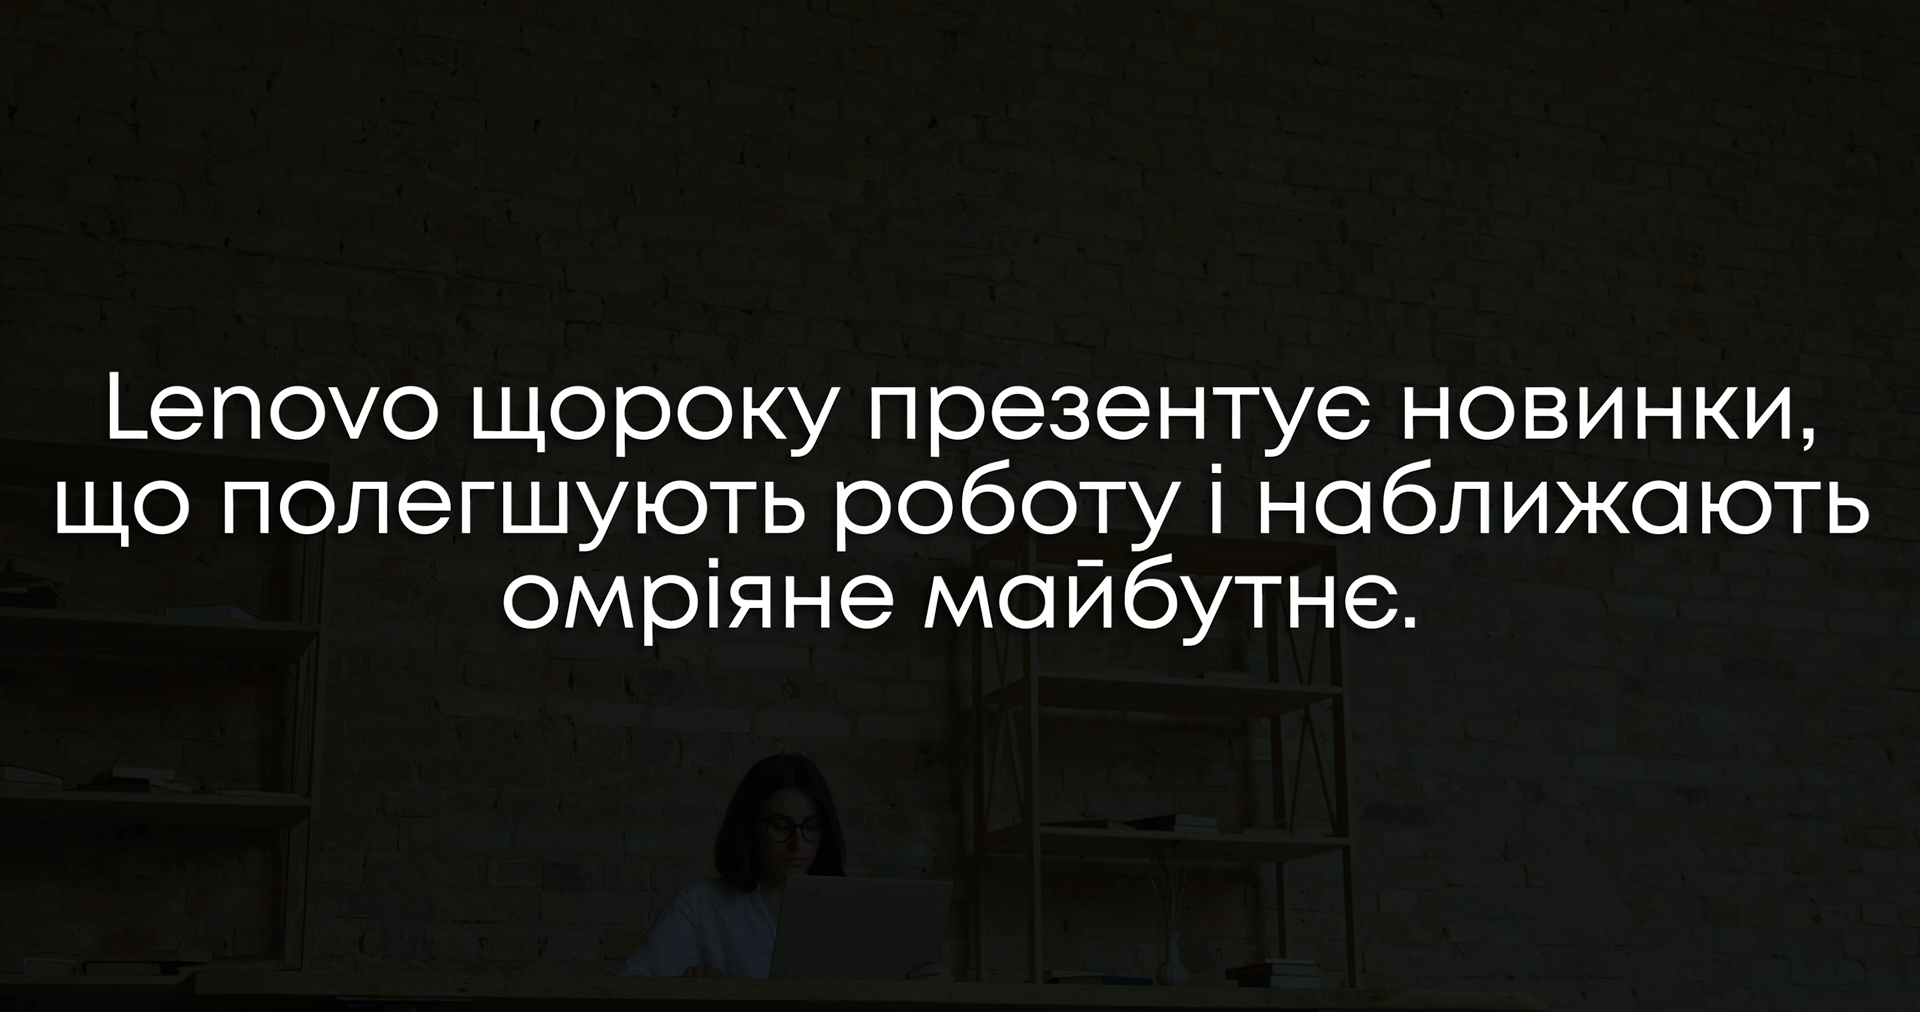 Lenovo щороку презентує новинки,
що полегшують роботу і наближають
омріяне майбутнє.